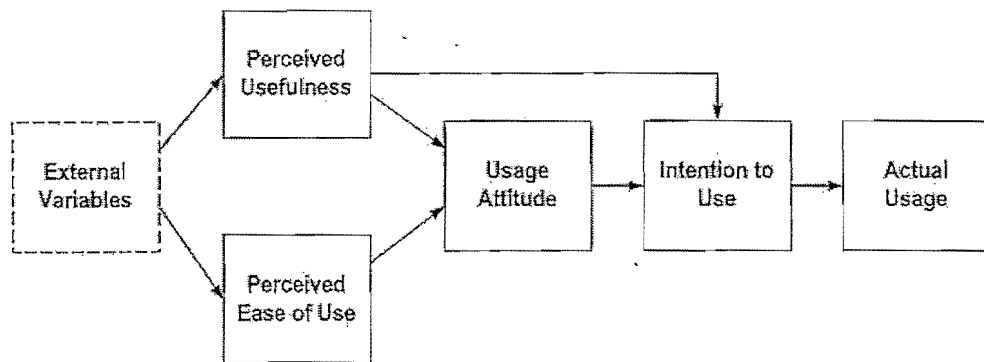 Perceived
Usefulness
External
Variables
Usage
Attitude
Intention to
Use
Actual
Usage
Perceived
Ease of Use